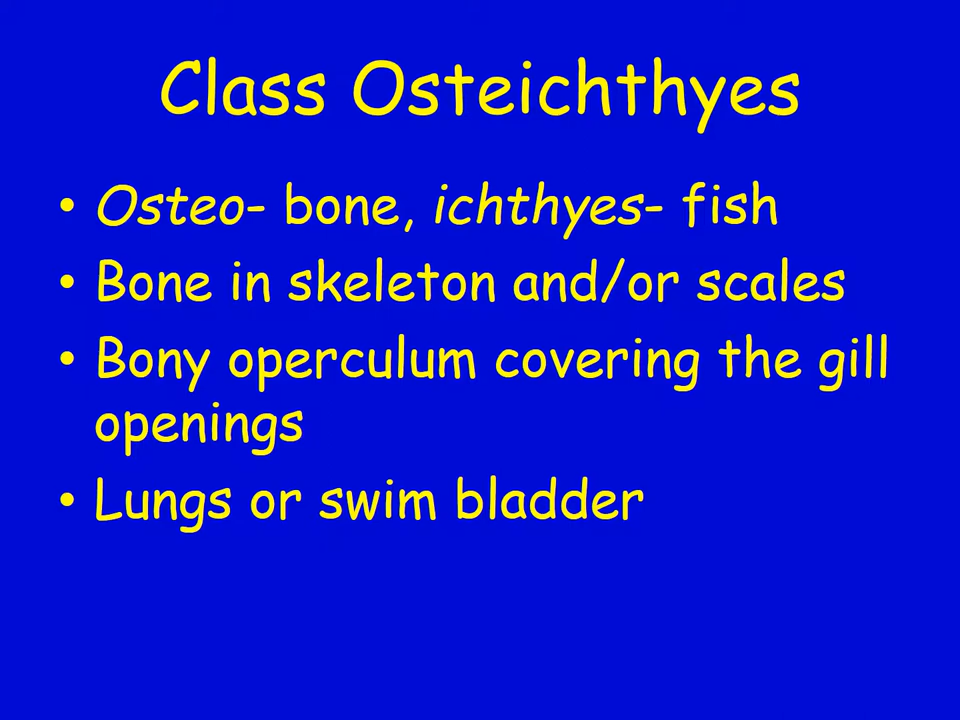 Class Osteichthyes
• Osteo- bone, ichthyes- fish
• Bone in skeleton and/or scales
• Bony operculum covering the gill
openings
• Lungs or swim bladder